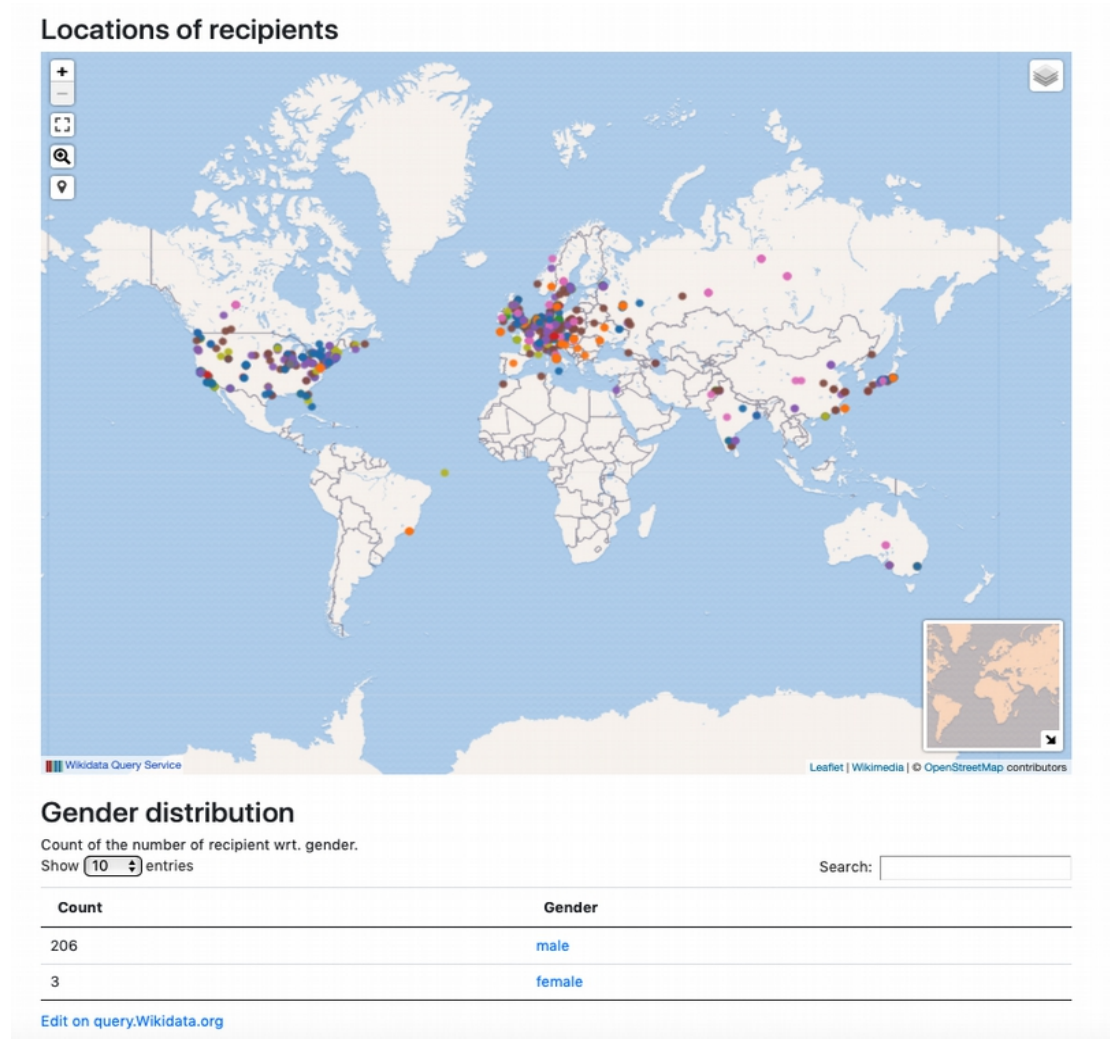 Locations of recipients
+
−
Wikidata Query Service
Leaflet | Wikimedia | © OpenStreetMap contributors
Gender distribution
Count of the number of recipient wrt. gender.
Show 10 entries
Search:
Count Gender
206 male
3 female
Edit on query.Wikidata.org